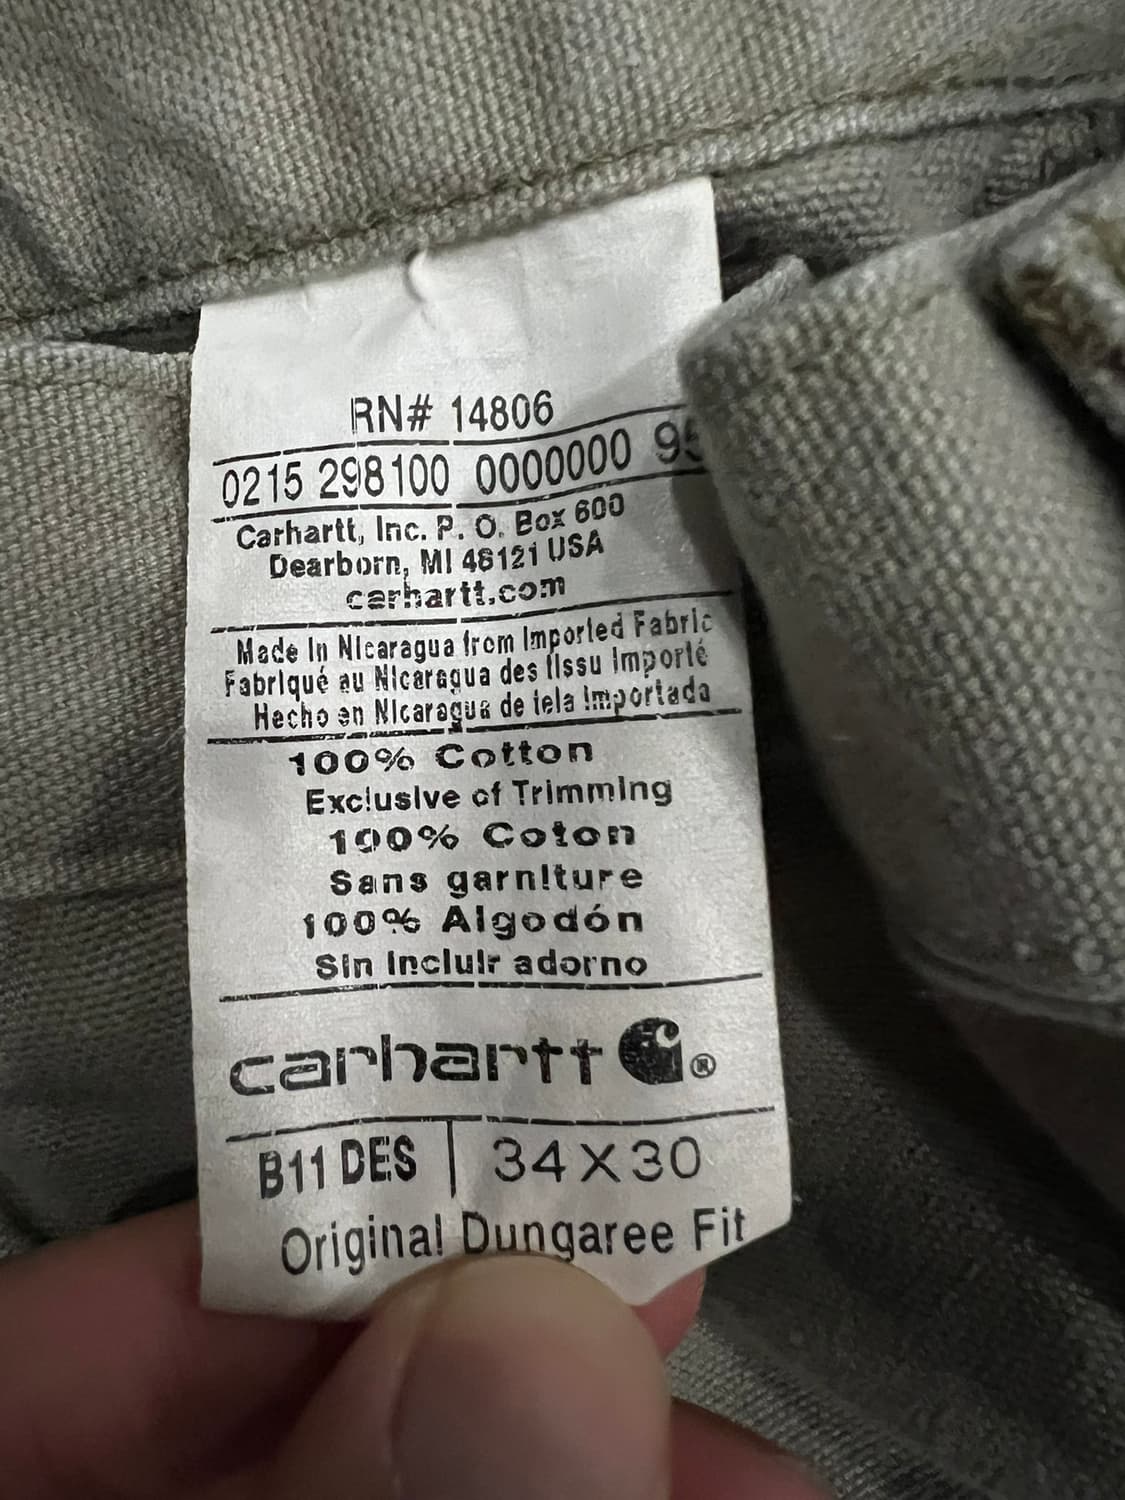 RN# 14806
0215 298100 0000000 95
Carhartt, Inc. P. O. Box 600
Dearborn, MI 48121 USA
carhartt.com
Made In Nicaragua from Imported Fabric
Fabriqué au Nicaragua des tissu importé
Hecho en Nicaragua de tela importada
100% Cotton
Exclusive of Trimming
100% Coton
Sans garniture
100% Algodón
Sin incluir adorno
carhartt ®
B11 DES | 34X30
Original Dungaree Fit